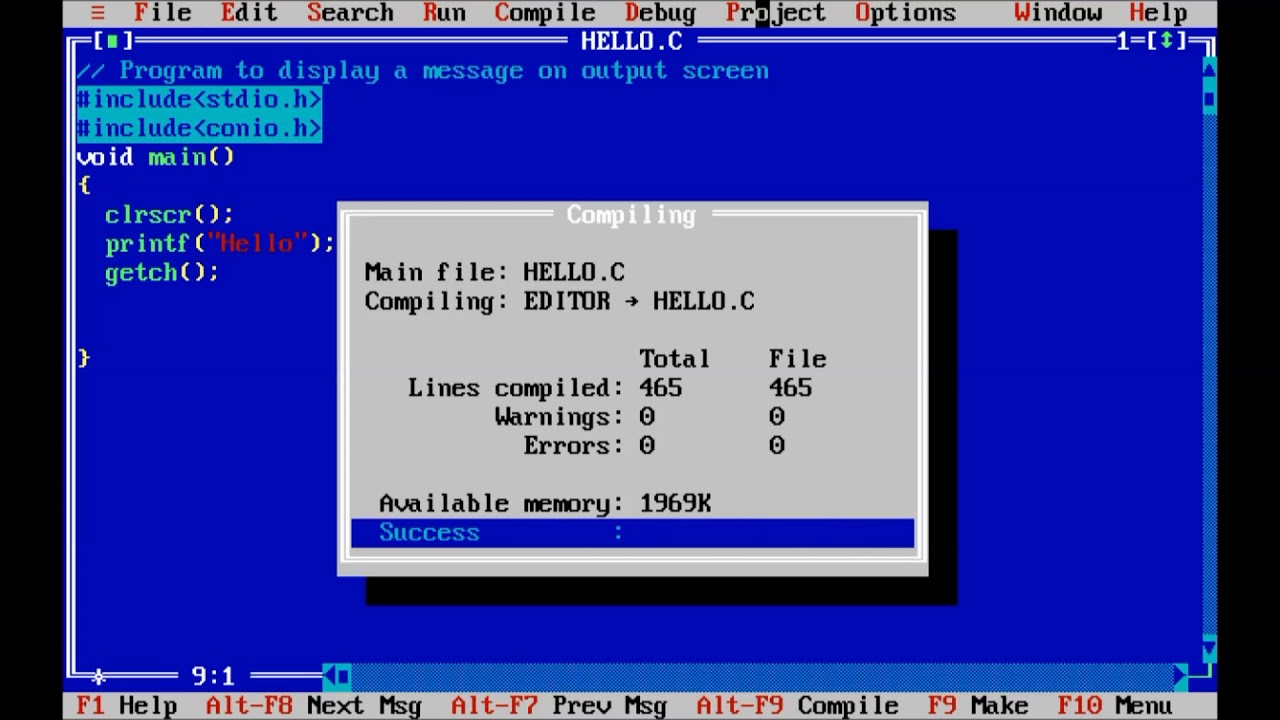 ≡ File Edit Search Run Compile Debug Project Options Window Help
[■] HELLO.C 1=[↕]
// Program to display a message on output screen
#include<stdio.h>
#include<conio.h>
void main()
{
clrscr();
printf("Hello");
getch();
}
Compiling
Main file: HELLO.C
Compiling: EDITOR → HELLO.C
Total File
Lines compiled: 465 465
Warnings: 0 0
Errors: 0 0
Available memory: 1969K
Success :
9:1
F1 Help Alt-F8 Next Msg Alt-F7 Prev Msg Alt-F9 Compile F9 Make F10 Menu